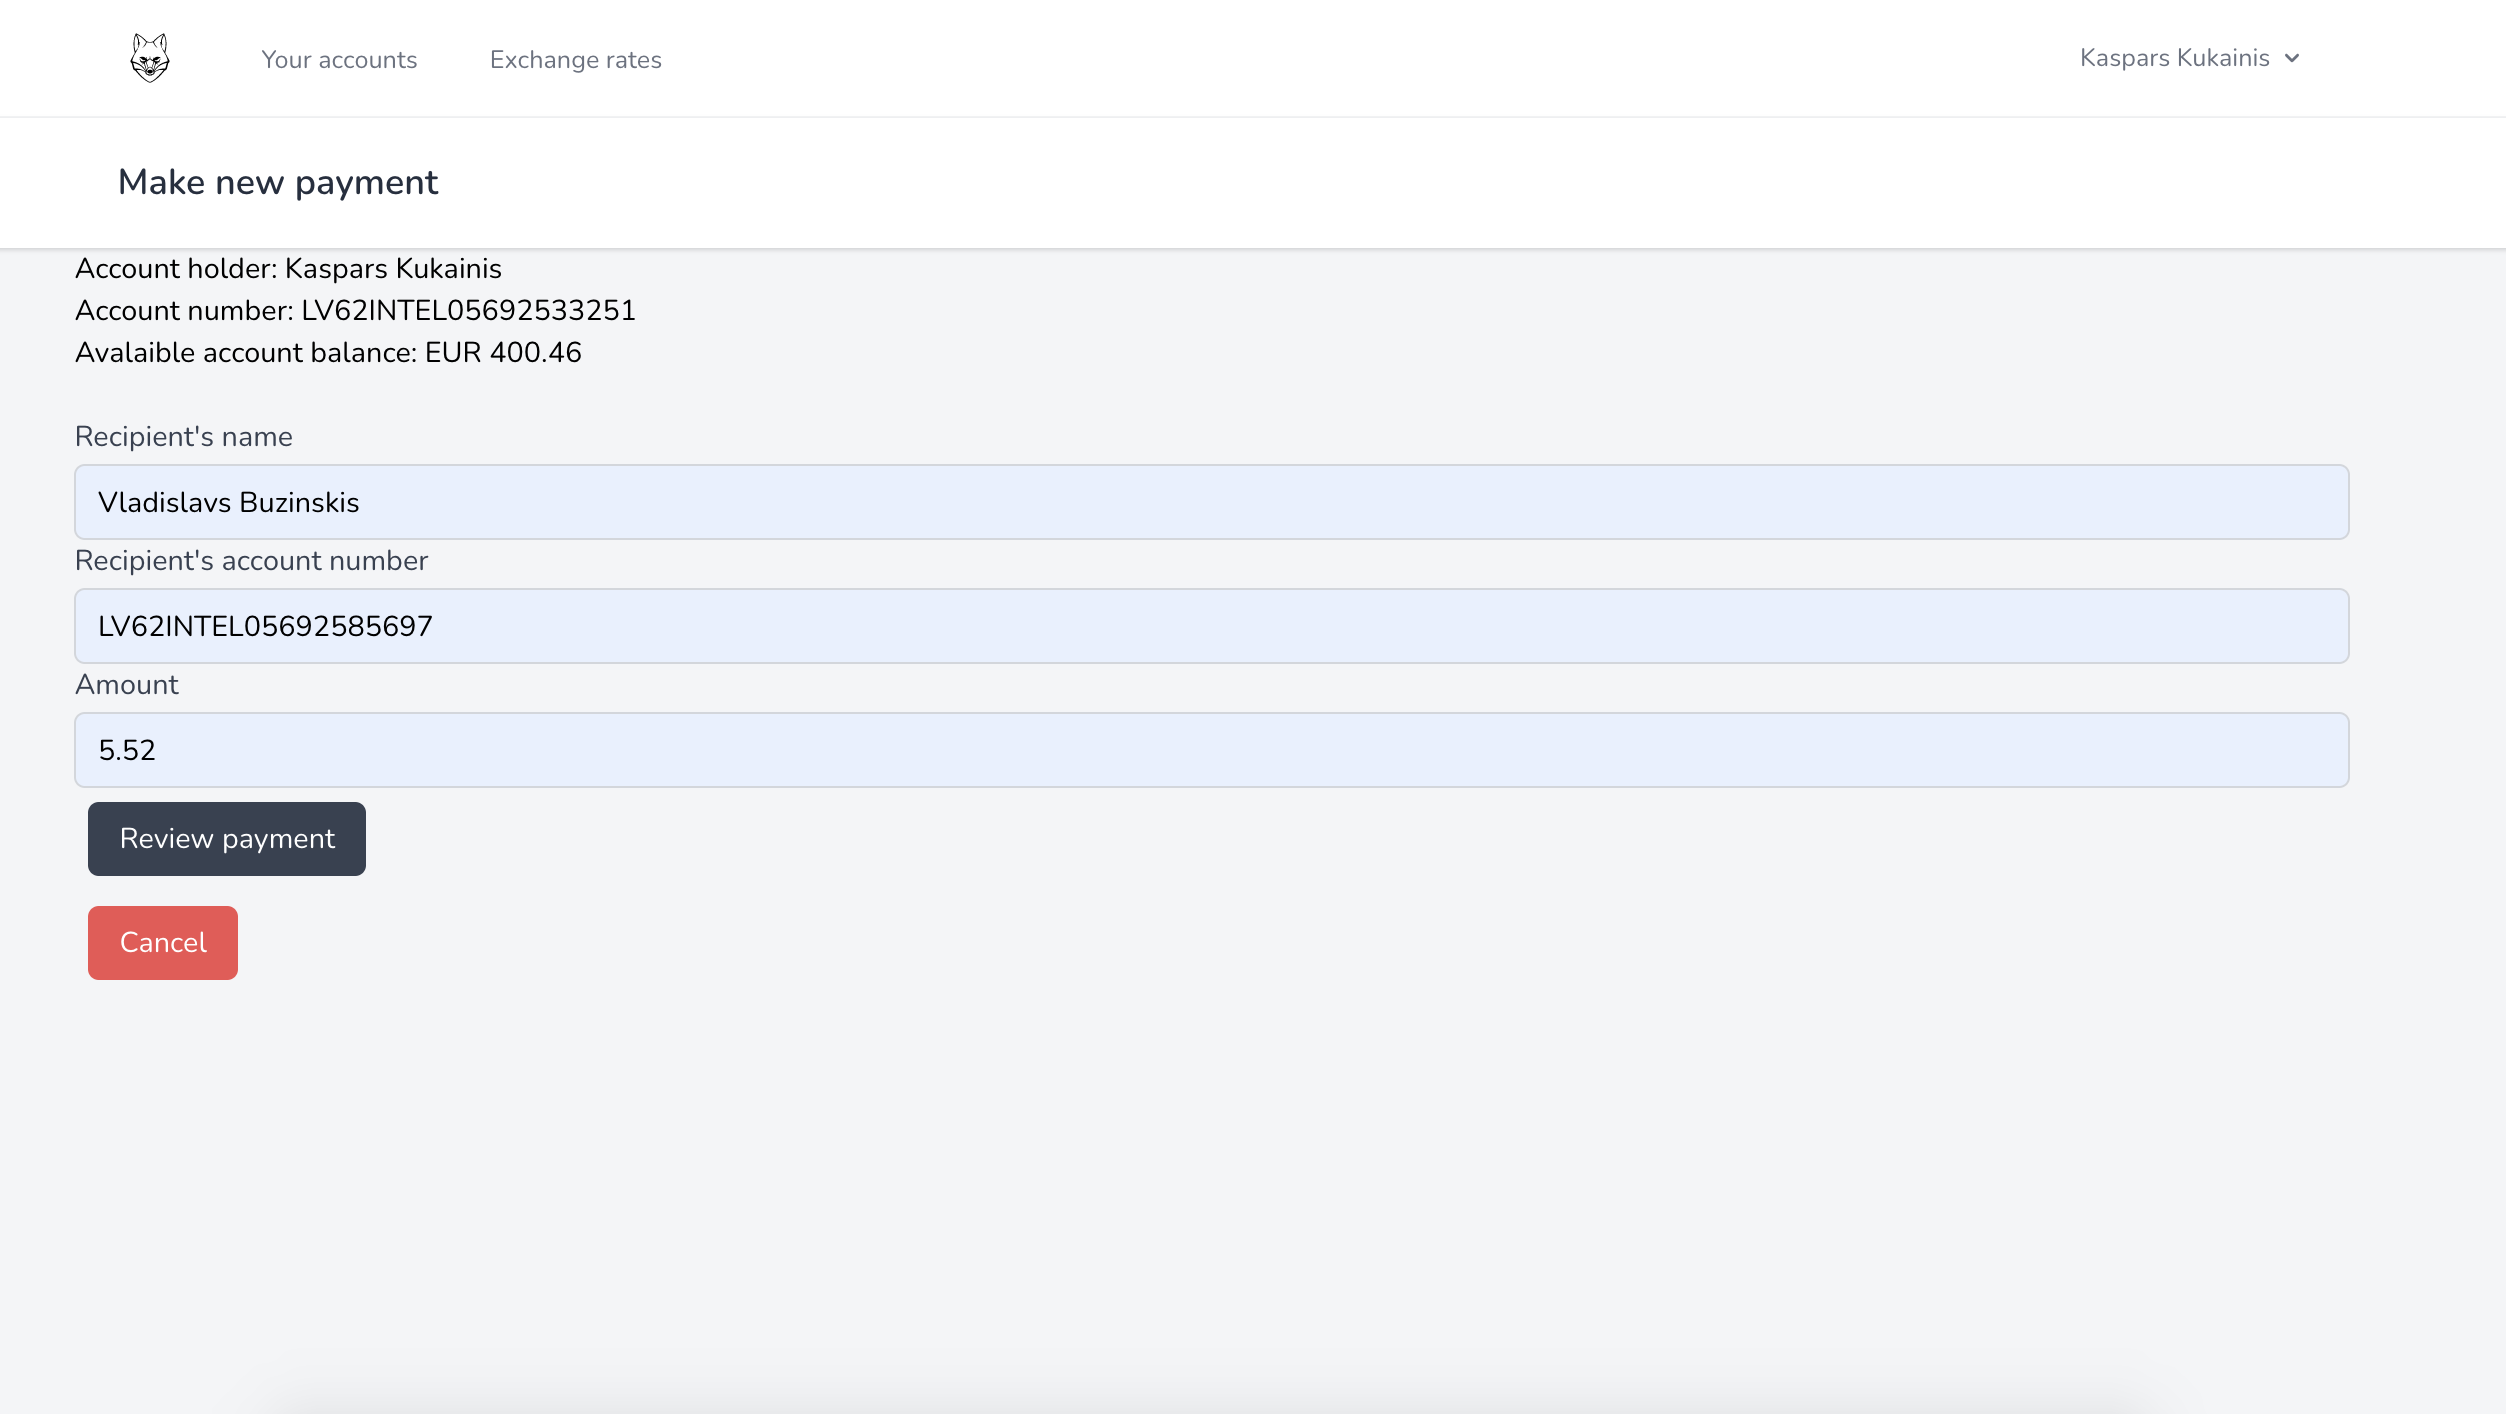 Your accounts
Exchange rates
Kaspars Kukainis
Make new payment
Account holder: Kaspars Kukainis
Account number: LV62INTEL05692533251
Avalaible account balance: EUR 400.46
Recipient's name
Vladislavs Buzinskis
Recipient's account number
LV62INTEL05692585697
Amount
5.52
Review payment
Cancel